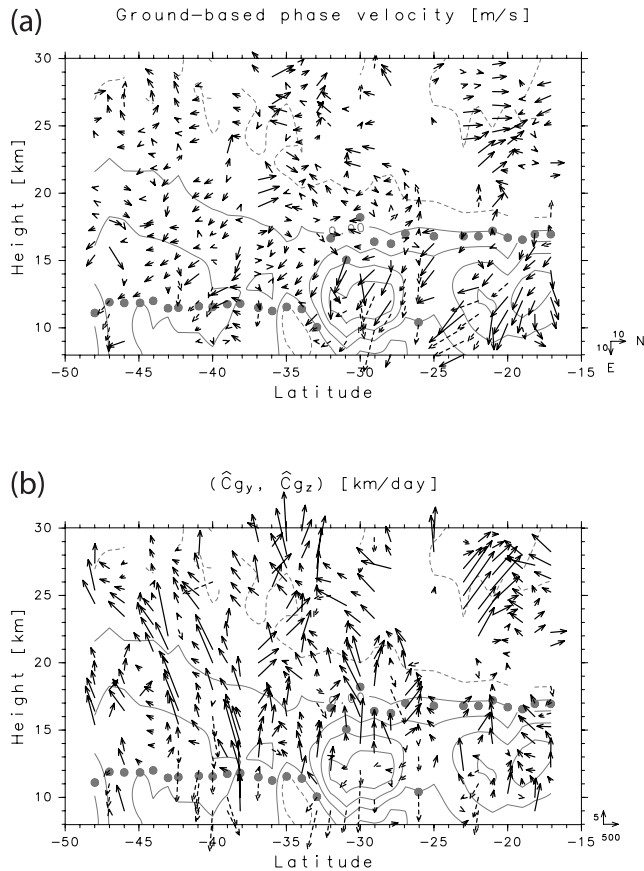 (a)
Ground-based phase velocity [m/s]
Height [km]
30
25
20
15
10
-50 -45 -40 -35 -30 -25 -20 -15
Latitude
10
10 N
E
(b)
(Ĉgy, Ĉgz) [km/day]
Height [km]
30
25
20
15
10
-50 -45 -40 -35 -30 -25 -20 -15
Latitude
5
500